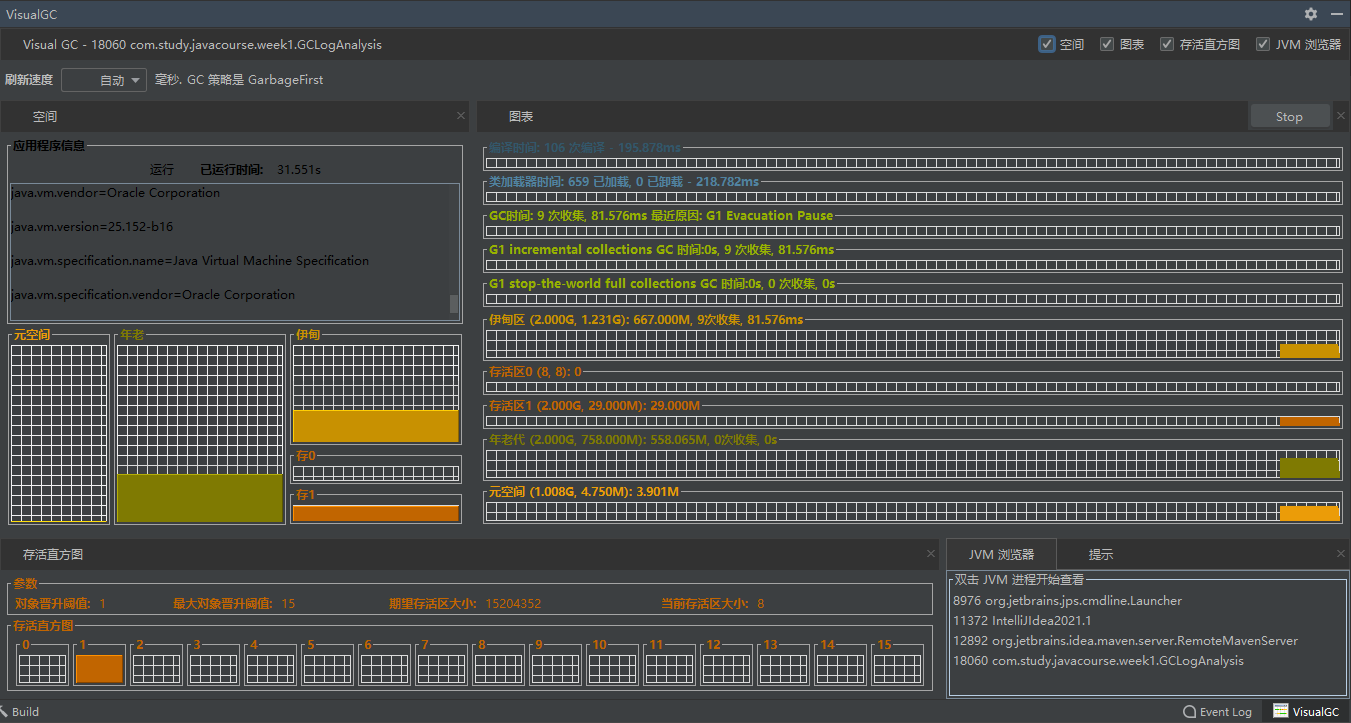 VisualGC
Visual GC - 18060 com.study.javacourse.week1.GCLogAnalysis
空间 图表 存活直方图 JVM 浏览器
刷新速度 自动 毫秒. GC 策略是 GarbageFirst
空间
应用程序信息
运行 已运行时间: 31.551s
java.vm.vendor=Oracle Corporation
java.vm.version=25.152-b16
java.vm.specification.name=Java Virtual Machine Specification
java.vm.specification.vendor=Oracle Corporation
元空间 年老 伊甸
存0
存1
图表 Stop
编译时间: 106 次编译 - 195.878ms
类加载器时间: 659 已加载, 0 已卸载 - 218.782ms
GC时间: 9 次收集, 81.576ms 最近原因: G1 Evacuation Pause
G1 incremental collections GC 时间:0s, 9 次收集, 81.576ms
G1 stop-the-world full collections GC 时间:0s, 0 次收集, 0s
伊甸区 (2.000G, 1.231G): 667.000M, 9次收集, 81.576ms
存活区0 (8, 8): 0
存活区1 (2.000G, 29.000M): 29.000M
年老代 (2.000G, 758.000M): 558.065M, 0次收集, 0s
元空间 (1.008G, 4.750M): 3.901M
存活直方图
参数
对象晋升阈值: 1 最大对象晋升阈值: 15 期望存活区大小: 15204352 当前存活区大小: 8
存活直方图
0 1 2 3 4 5 6 7 8 9 10 11 12 13 14 15
JVM 浏览器 提示
双击 JVM 进程开始查看
8976 org.jetbrains.jps.cmdline.Launcher
11372 IntelliJIdea2021.1
12892 org.jetbrains.idea.maven.server.RemoteMavenServer
18060 com.study.javacourse.week1.GCLogAnalysis
Build Event Log VisualGC